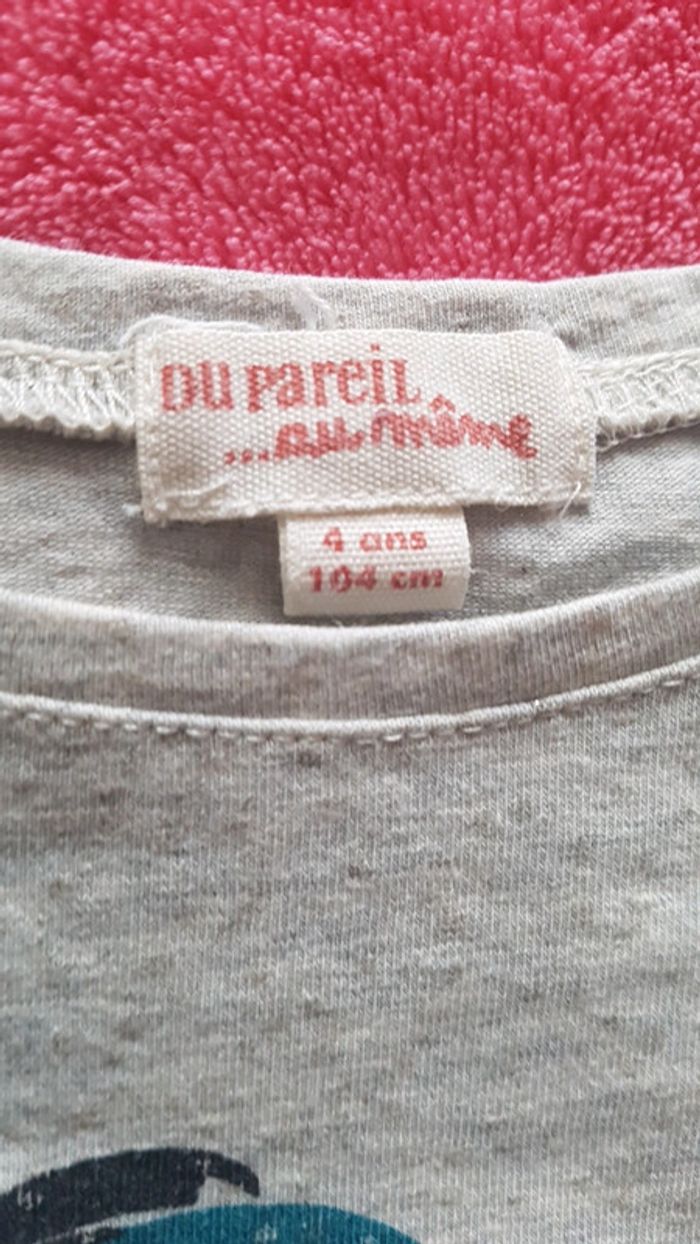 DU PAREIL
...au même
4 ans
104 cm